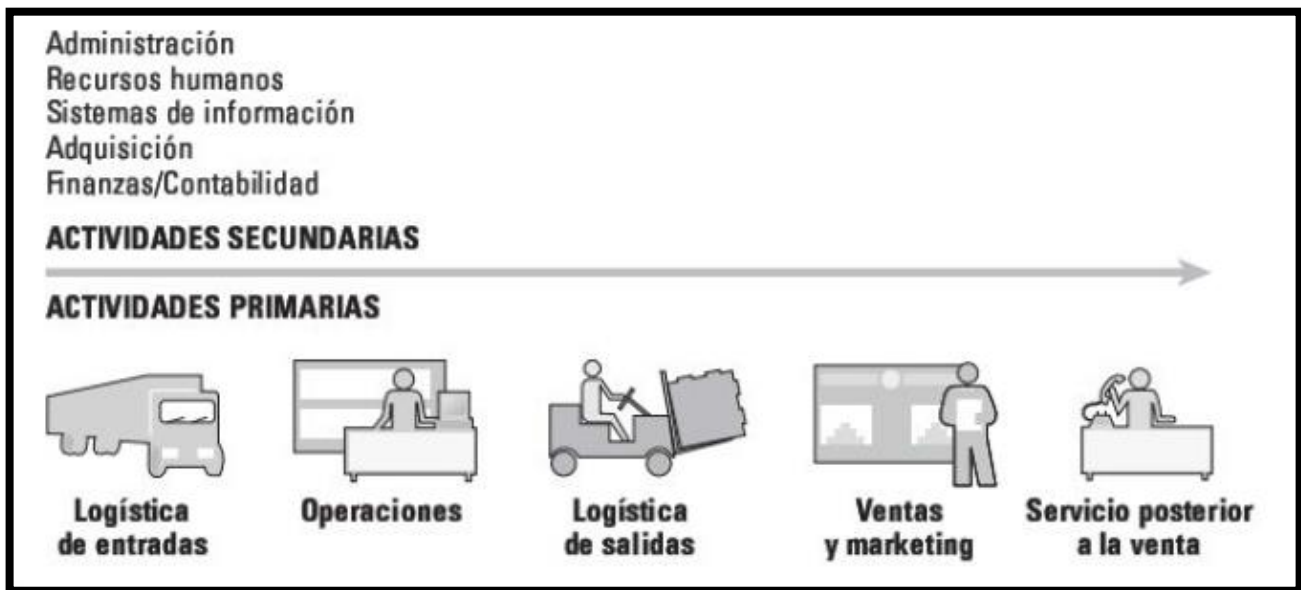 Administración
Recursos humanos
Sistemas de información
Adquisición
Finanzas/Contabilidad
ACTIVIDADES SECUNDARIAS
ACTIVIDADES PRIMARIAS
Logística
de entradas
Operaciones
Logística
de salidas
Ventas
y marketing
Servicio posterior
a la venta